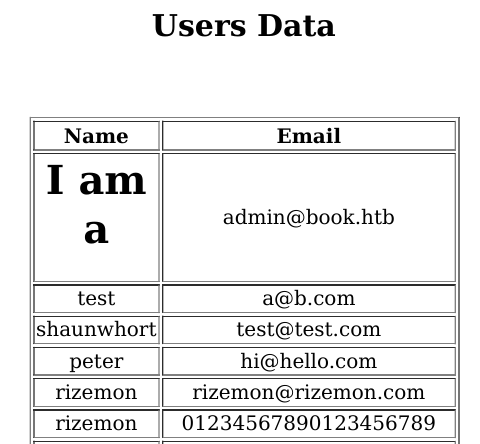 Users Data
Name Email
I am
a
admin@book.htb
test a@b.com
shaunwhort test@test.com
peter hi@hello.com
rizemon rizemon@rizemon.com
rizemon 01234567890123456789